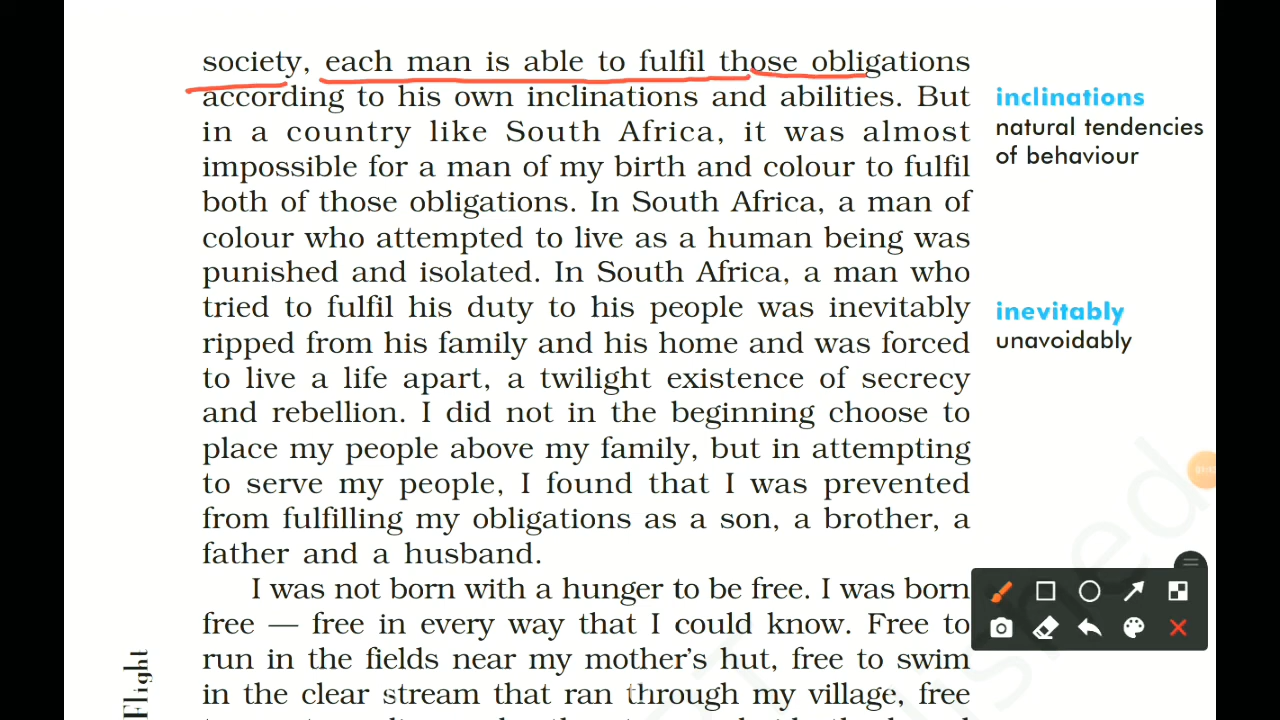 society, each man is able to fulfil those obligations
according to his own inclinations and abilities. But
in a country like South Africa, it was almost
impossible for a man of my birth and colour to fulfil
both of those obligations. In South Africa, a man of
colour who attempted to live as a human being was
punished and isolated. In South Africa, a man who
tried to fulfil his duty to his people was inevitably
ripped from his family and his home and was forced
to live a life apart, a twilight existence of secrecy
and rebellion. I did not in the beginning choose to
place my people above my family, but in attempting
to serve my people, I found that I was prevented
from fulfilling my obligations as a son, a brother, a
father and a husband.
I was not born with a hunger to be free. I was born
free — free in every way that I could know. Free to
run in the fields near my mother's hut, free to swim
in the clear stream that ran through my village, free
inclinations
natural tendencies
of behaviour
inevitably
unavoidably
Flight